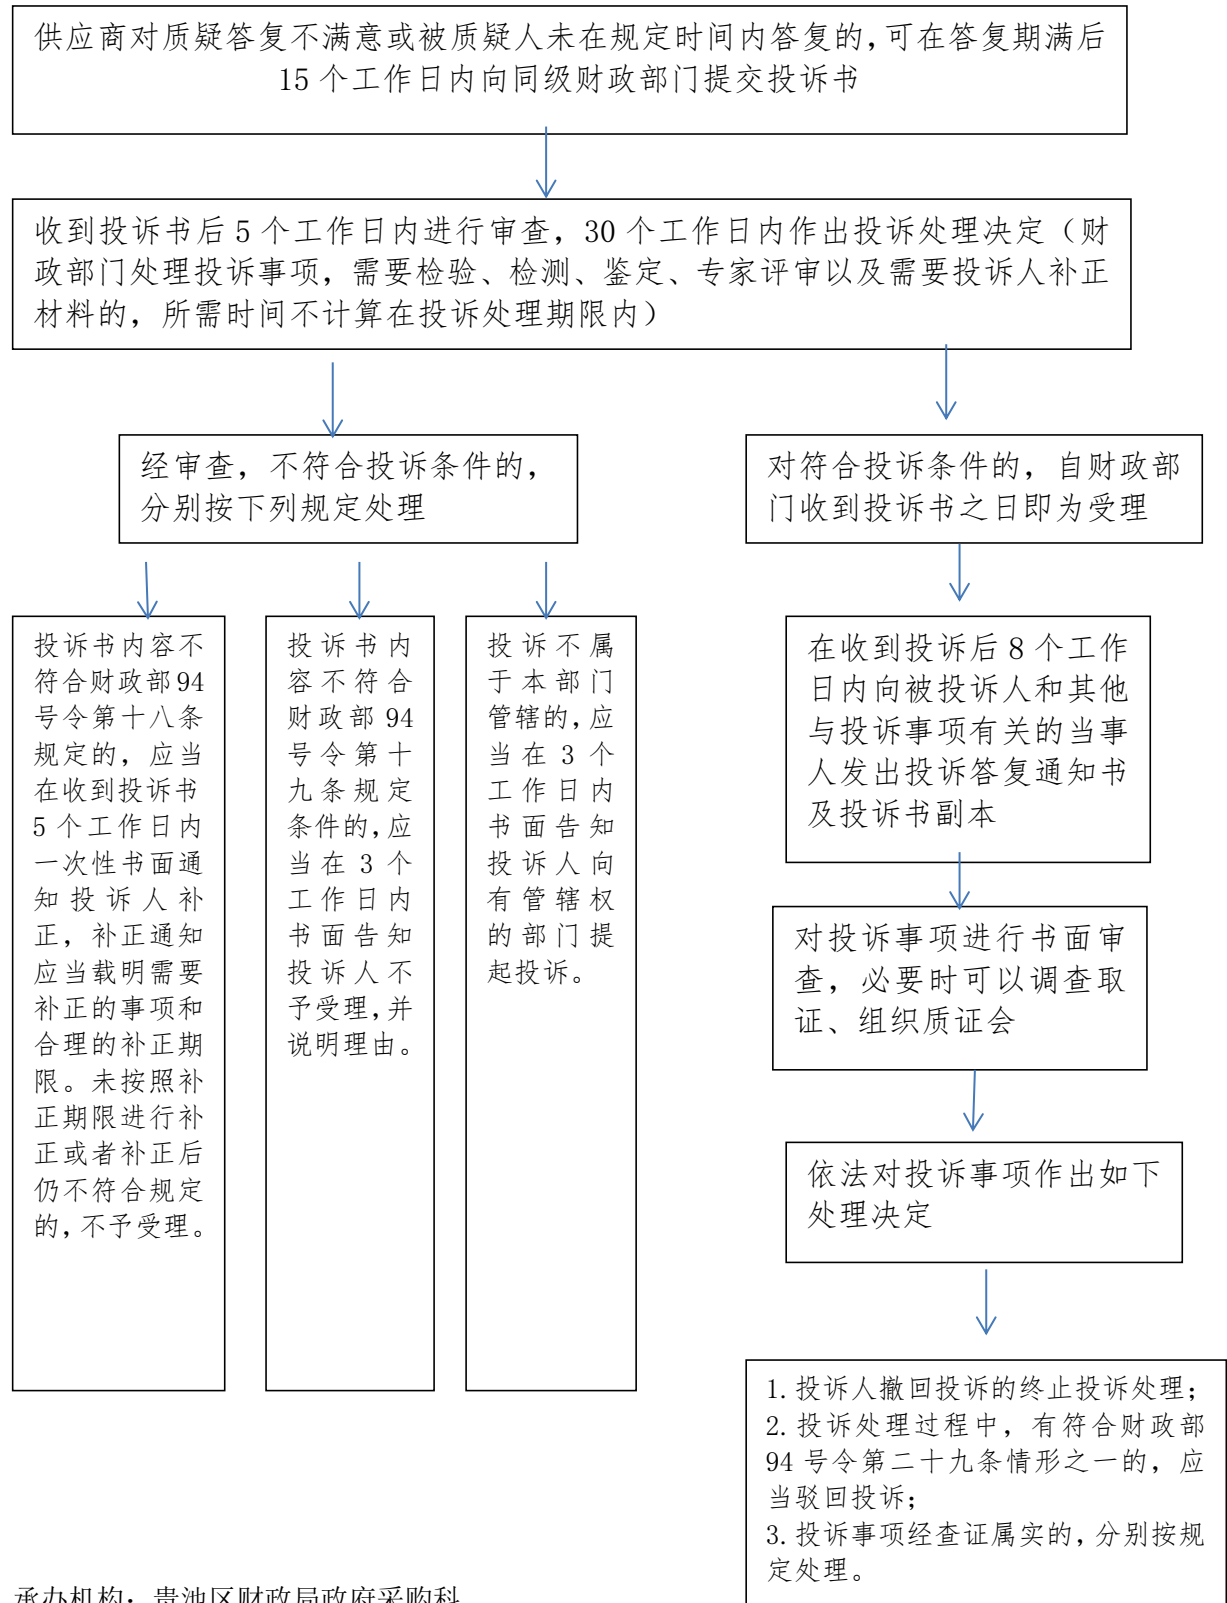 供应商对质疑答复不满意或被质疑人未在规定时间内答复的,可在答复期满后
15 个工作日内向同级财政部门提交投诉书
收到投诉书后 5 个工作日内进行审查，30 个工作日内作出投诉处理决定（财
政部门处理投诉事项，需要检验、检测、鉴定、专家评审以及需要投诉人补正
材料的，所需时间不计算在投诉处理期限内）
经审查，不符合投诉条件的，
分别按下列规定处理
对符合投诉条件的，自财政部
门收到投诉书之日即为受理
投诉书内容不
符合财政部 94
号令第十八条
规定的，应当
在收到投诉书
5 个工作日内
一次性书面通
知投诉人补
正，补正通知
应当载明需要
补正的事项和
合理的补正期
限。未按照补
正期限进行补
正或者补正后
仍不符合规定
的,不予受理。
投诉书内
容不符合
财政部 94
号令第十
九条规定
条件的,应
当在 3 个
工作日内
书面告知
投诉人不
予受理,并
说明理由。
投诉不属
于本部门
管辖的,应
当在 3 个
工作日内
书面告知
投诉人向
有管辖权
的部门提
起投诉。
在收到投诉后 8 个工作
日内向被投诉人和其他
与投诉事项有关的当事
人发出投诉答复通知书
及投诉书副本
对投诉事项进行书面审
查，必要时可以调查取
证、组织质证会
依法对投诉事项作出如下
处理决定
1.投诉人撤回投诉的终止投诉处理；
2.投诉处理过程中，有符合财政部
94 号令第二十九条情形之一的，应
当驳回投诉；
3.投诉事项经查证属实的,分别按规
定处理。
承办机构：贵池区财政局政府采购科